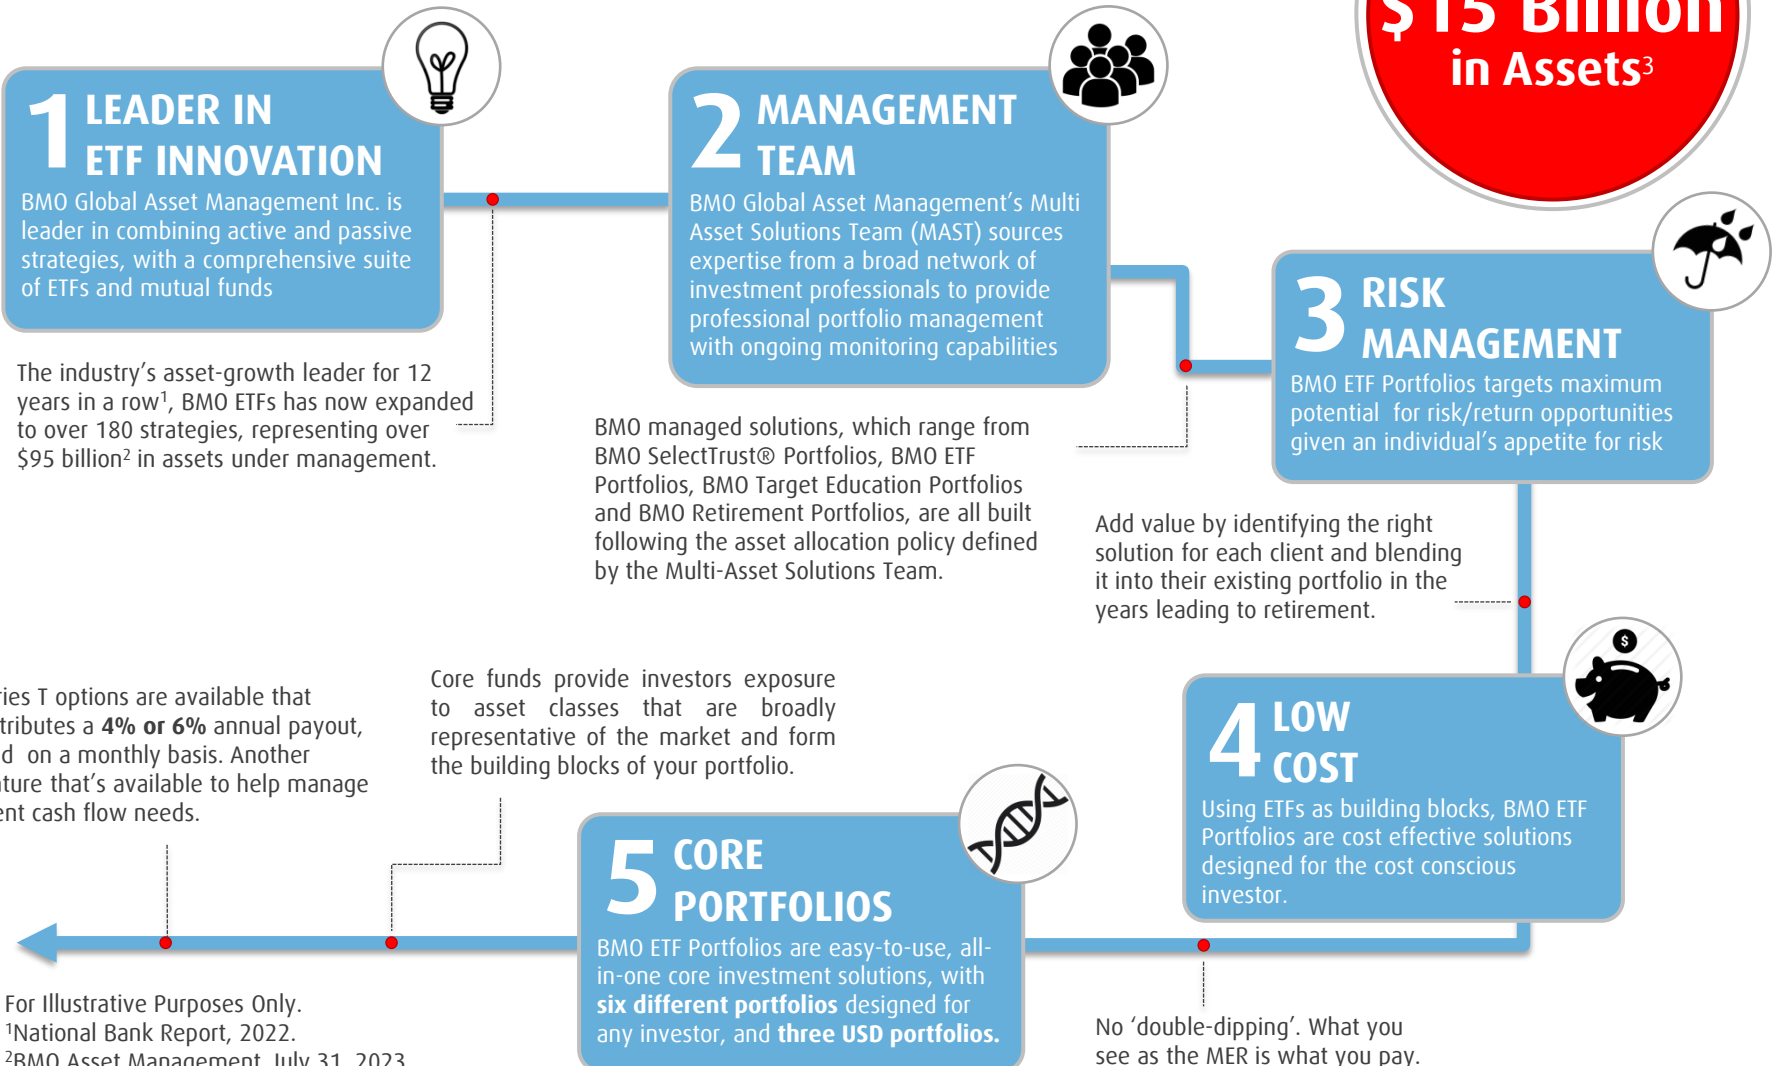 $15 Billion
in Assets³
1 LEADER IN
ETF INNOVATION
BMO Global Asset Management Inc. is
leader in combining active and passive
strategies, with a comprehensive suite
of ETFs and mutual funds
The industry’s asset-growth leader for 12
years in a row¹, BMO ETFs has now expanded
to over 180 strategies, representing over
$95 billion² in assets under management.
2 MANAGEMENT
TEAM
BMO Global Asset Management’s Multi
Asset Solutions Team (MAST) sources
expertise from a broad network of
investment professionals to provide
professional portfolio management
with ongoing monitoring capabilities
BMO managed solutions, which range from
BMO SelectTrust® Portfolios, BMO ETF
Portfolios, BMO Target Education Portfolios
and BMO Retirement Portfolios, are all built
following the asset allocation policy defined
by the Multi-Asset Solutions Team.
3 RISK
MANAGEMENT
BMO ETF Portfolios targets maximum
potential for risk/return opportunities
given an individual’s appetite for risk
Add value by identifying the right
solution for each client and blending
it into their existing portfolio in the
years leading to retirement.
$
4 LOW
COST
Using ETFs as building blocks, BMO ETF
Portfolios are cost effective solutions
designed for the cost conscious
investor.
No ‘double-dipping’. What you
see as the MER is what you pay.
5 CORE
PORTFOLIOS
BMO ETF Portfolios are easy-to-use, all-
in-one core investment solutions, with
six different portfolios designed for
any investor, and three USD portfolios.
Core funds provide investors exposure
to asset classes that are broadly
representative of the market and form
the building blocks of your portfolio.
ries T options are available that
tributes a 4% or 6% annual payout,
d on a monthly basis. Another
ature that’s available to help manage
ent cash flow needs.
For Illustrative Purposes Only.
¹National Bank Report, 2022.
²BMO Asset Management, July 31, 2023